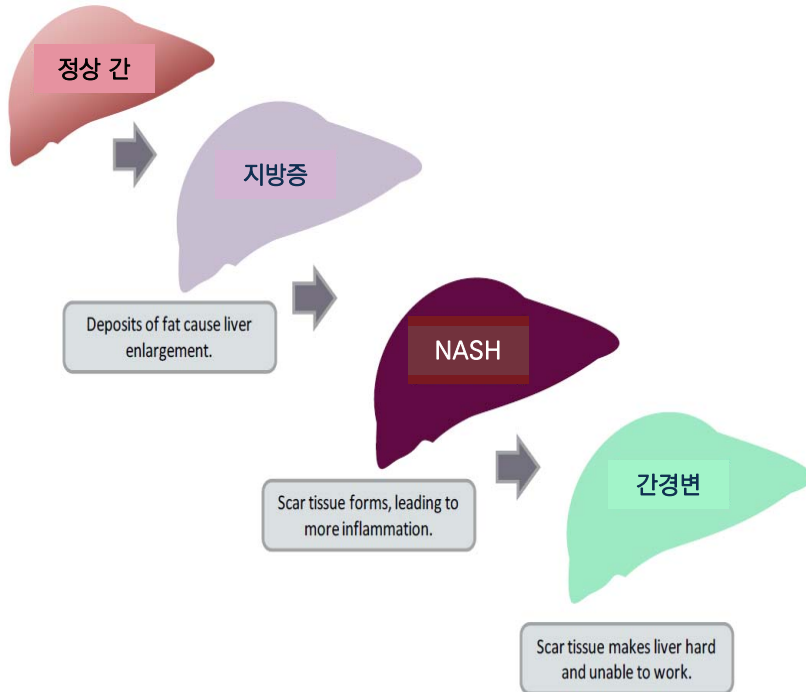 정상 간
지방증
Deposits of fat cause liver
enlargement.
NASH
Scar tissue forms, leading to
more inflammation.
간경변
Scar tissue makes liver hard
and unable to work.